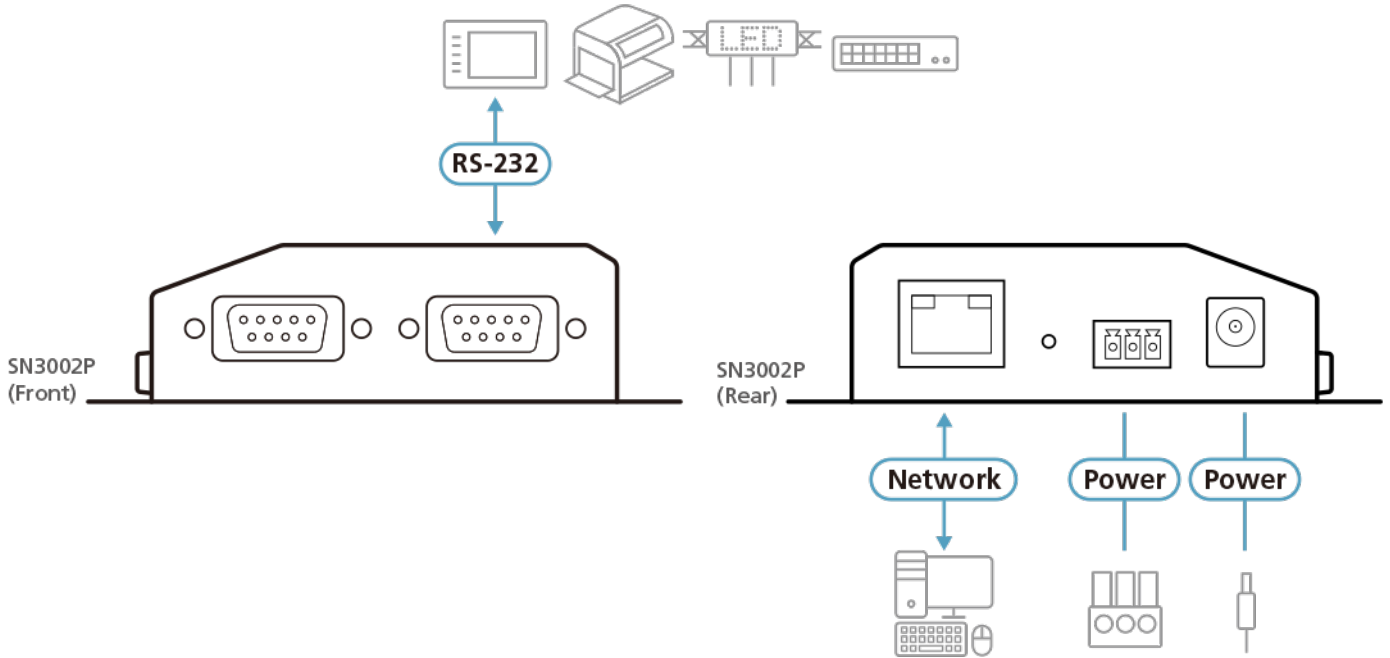 LED
RS-232
SN3002P
(Front)
SN3002P
(Rear)
Network
Power
Power